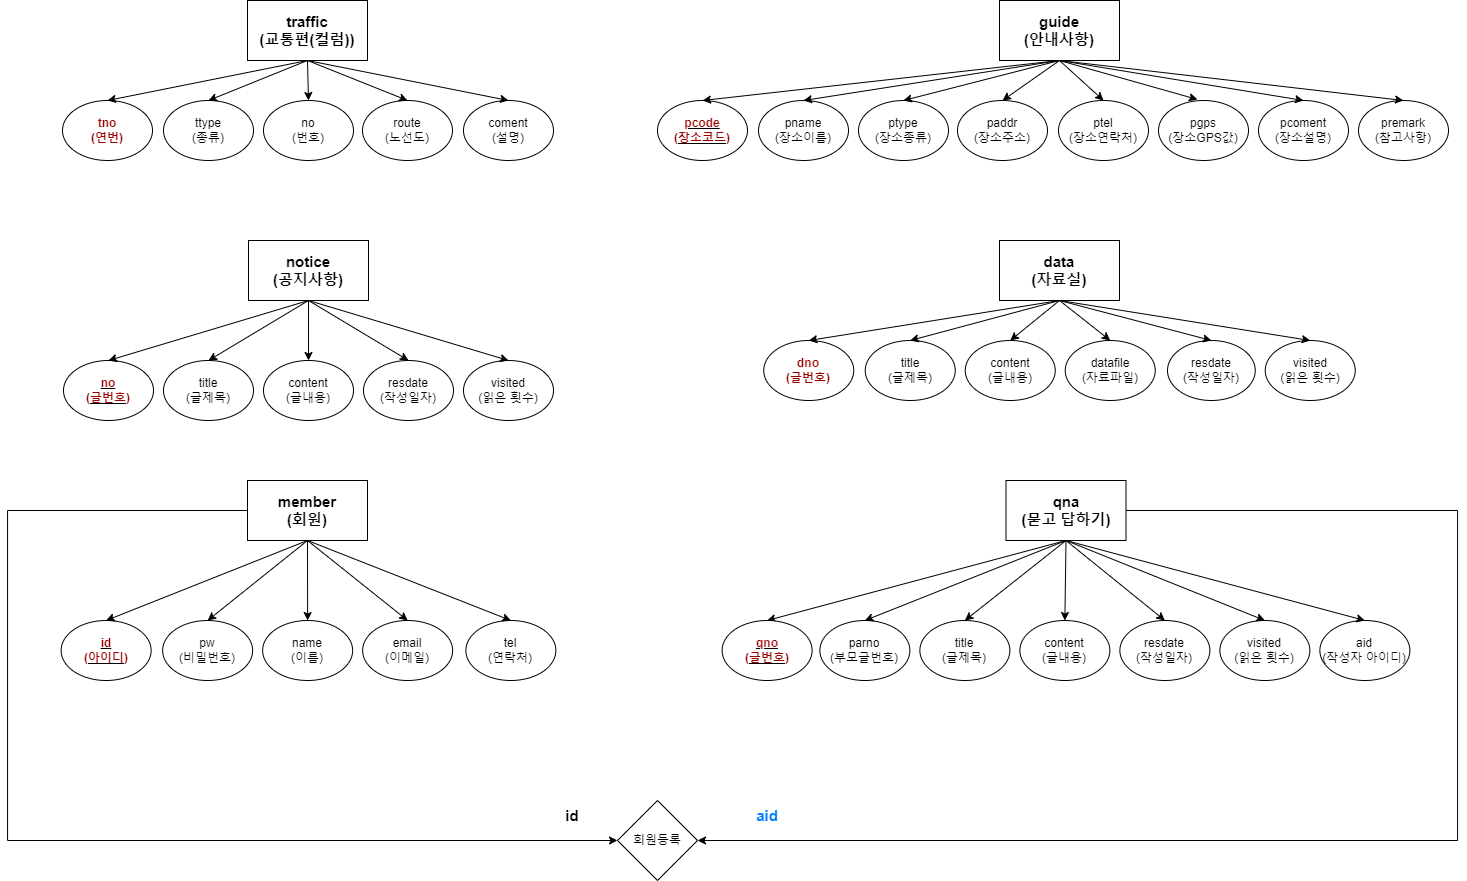 traffic
(교통편(컬럼))
guide
(안내사항)
tno
(연번)
ttype
(종류)
no
(번호)
route
(노선도)
coment
(설명)
pcode
(장소코드)
pname
(장소이름)
ptype
(장소종류)
paddr
(장소주소)
ptel
(장소연락처)
pgps
(장소GPS값)
pcoment
(장소설명)
premark
(참고사항)
notice
(공지사항)
data
(자료실)
no
(글번호)
title
(글제목)
content
(글내용)
resdate
(작성일자)
visited
(읽은 횟수)
dno
(글번호)
title
(글제목)
content
(글내용)
datafile
(자료파일)
resdate
(작성일자)
visited
(읽은 횟수)
member
(회원)
qna
(묻고 답하기)
id
(아이디)
pw
(비밀번호)
name
(이름)
email
(이메일)
tel
(연락처)
qno
(글번호)
parno
(부모글번호)
title
(글제목)
content
(글내용)
resdate
(작성일자)
visited
(읽은 횟수)
aid
(작성자 아이디)
id
aid
회원등록